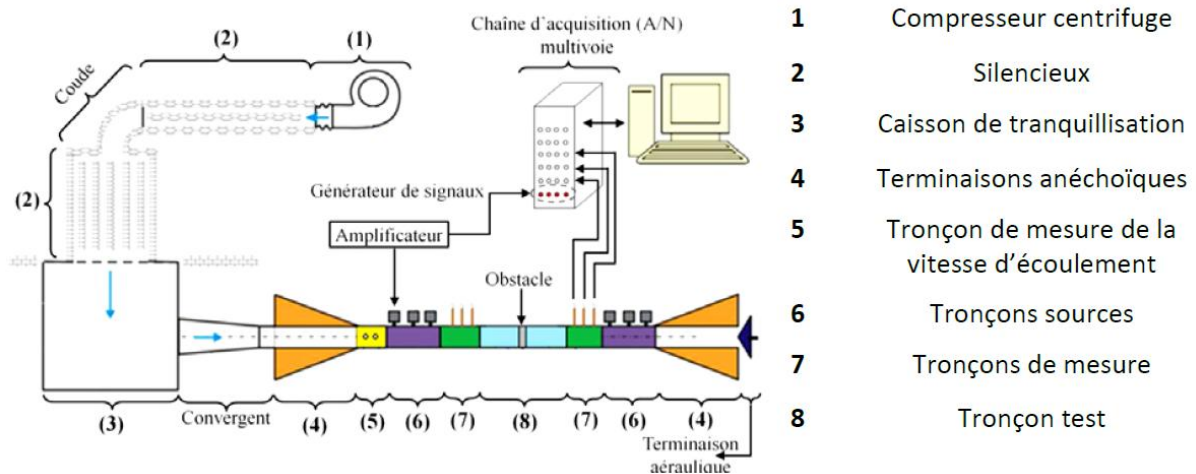 Chaîne d'acquisition (A/N)
multivoie
(2)
(1)
Coude
(2)
Générateur de signaux
Amplificateur
Obstacle
(3)
Convergent
(4)
(5)
(6)
(7)
(8)
(7)
(6)
(4)
Terminaison
aéraulique
1 Compresseur centrifuge
2 Silencieux
3 Caisson de tranquillisation
4 Terminaisons anéchoïques
5 Tronçon de mesure de la
vitesse d'écoulement
6 Tronçons sources
7 Tronçons de mesure
8 Tronçon test